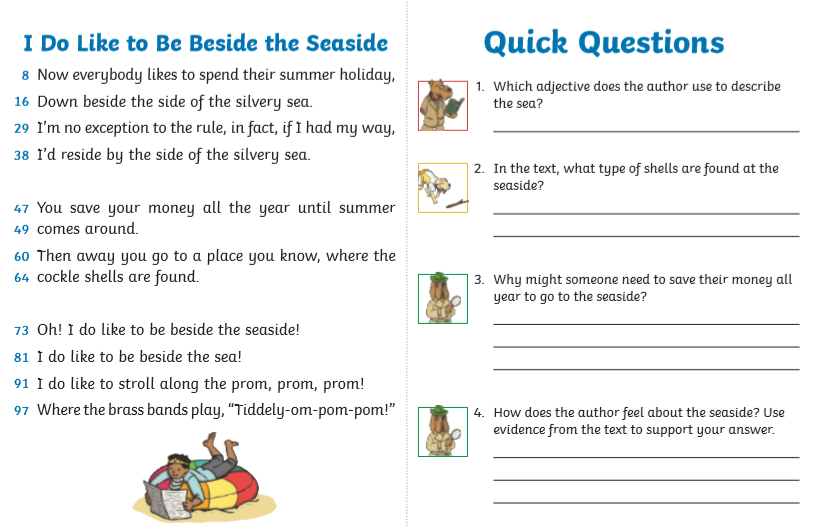 I Do Like to Be Beside the Seaside
8 Now everybody likes to spend their summer holiday,
16 Down beside the side of the silvery sea.
29 I'm no exception to the rule, in fact, if I had my way,
38 I'd reside by the side of the silvery sea.
47 You save your money all the year until summer
49 comes around.
60 Then away you go to a place you know, where the
64 cockle shells are found.
73 Oh! I do like to be beside the seaside!
81 I do like to be beside the sea!
91 I do like to stroll along the prom, prom, prom!
97 Where the brass bands play, “Tiddely-om-pom-pom!”
Quick Questions
1. Which adjective does the author use to describe
the sea?
2. In the text, what type of shells are found at the
seaside?
3. Why might someone need to save their money all
year to go to the seaside?
4. How does the author feel about the seaside? Use
evidence from the text to support your answer.